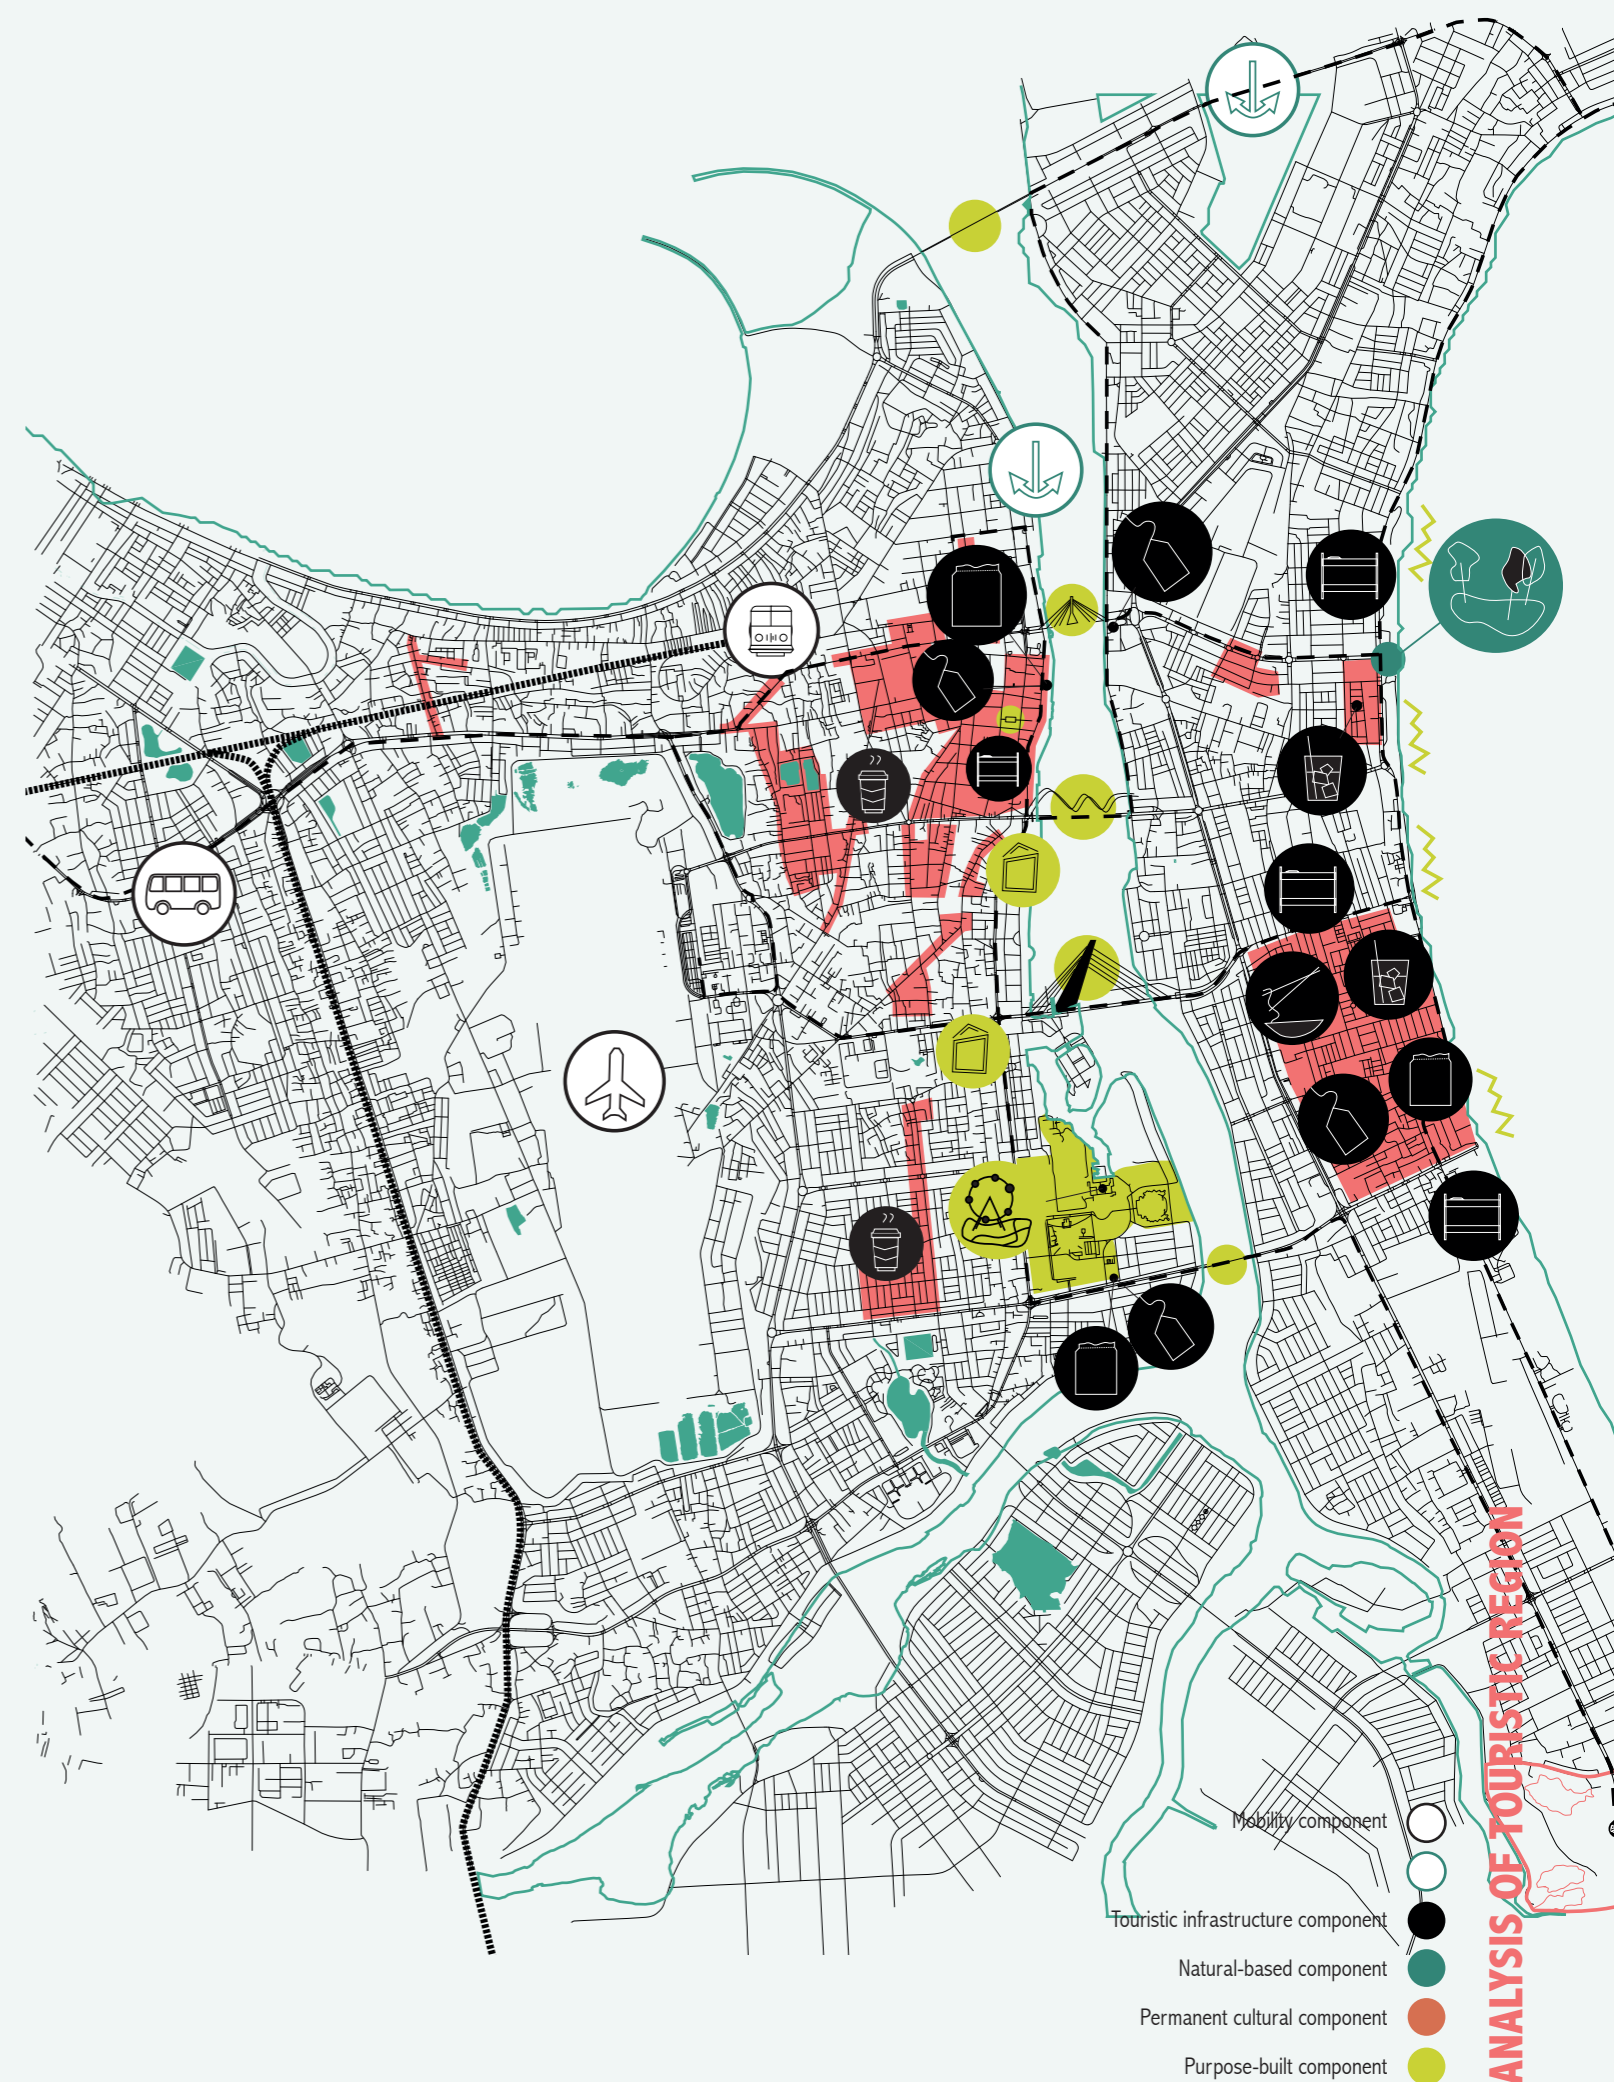 Mobility component
Touristic infrastructure component
Natural-based component
Permanent cultural component
Purpose-built component
ANALYSIS OF TOURISTIC REGION